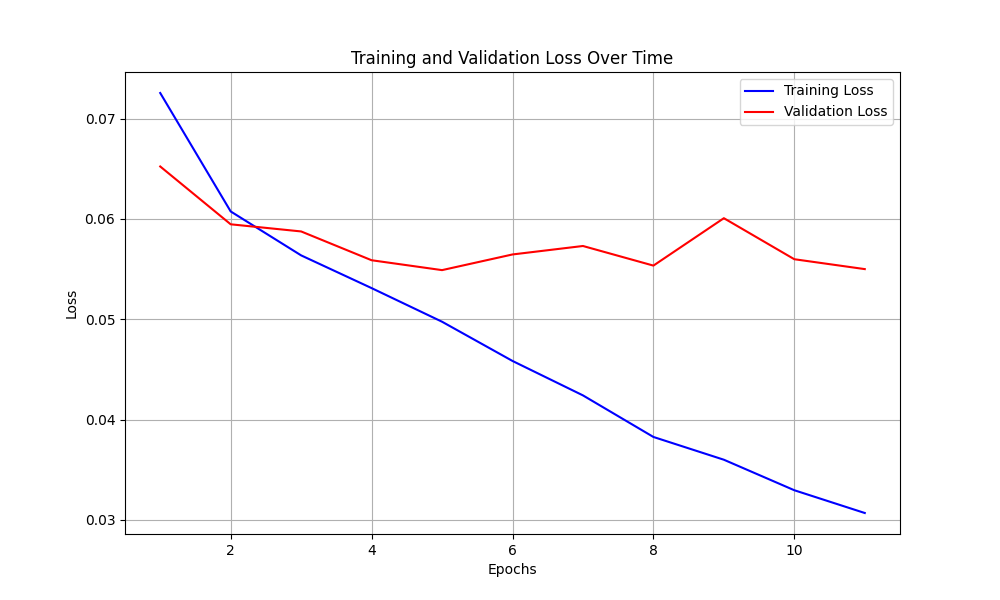 Training and Validation Loss Over Time
Training Loss
Validation Loss
0.07
0.06
0.05
0.04
0.03
Loss
2 4 6 8 10
Epochs